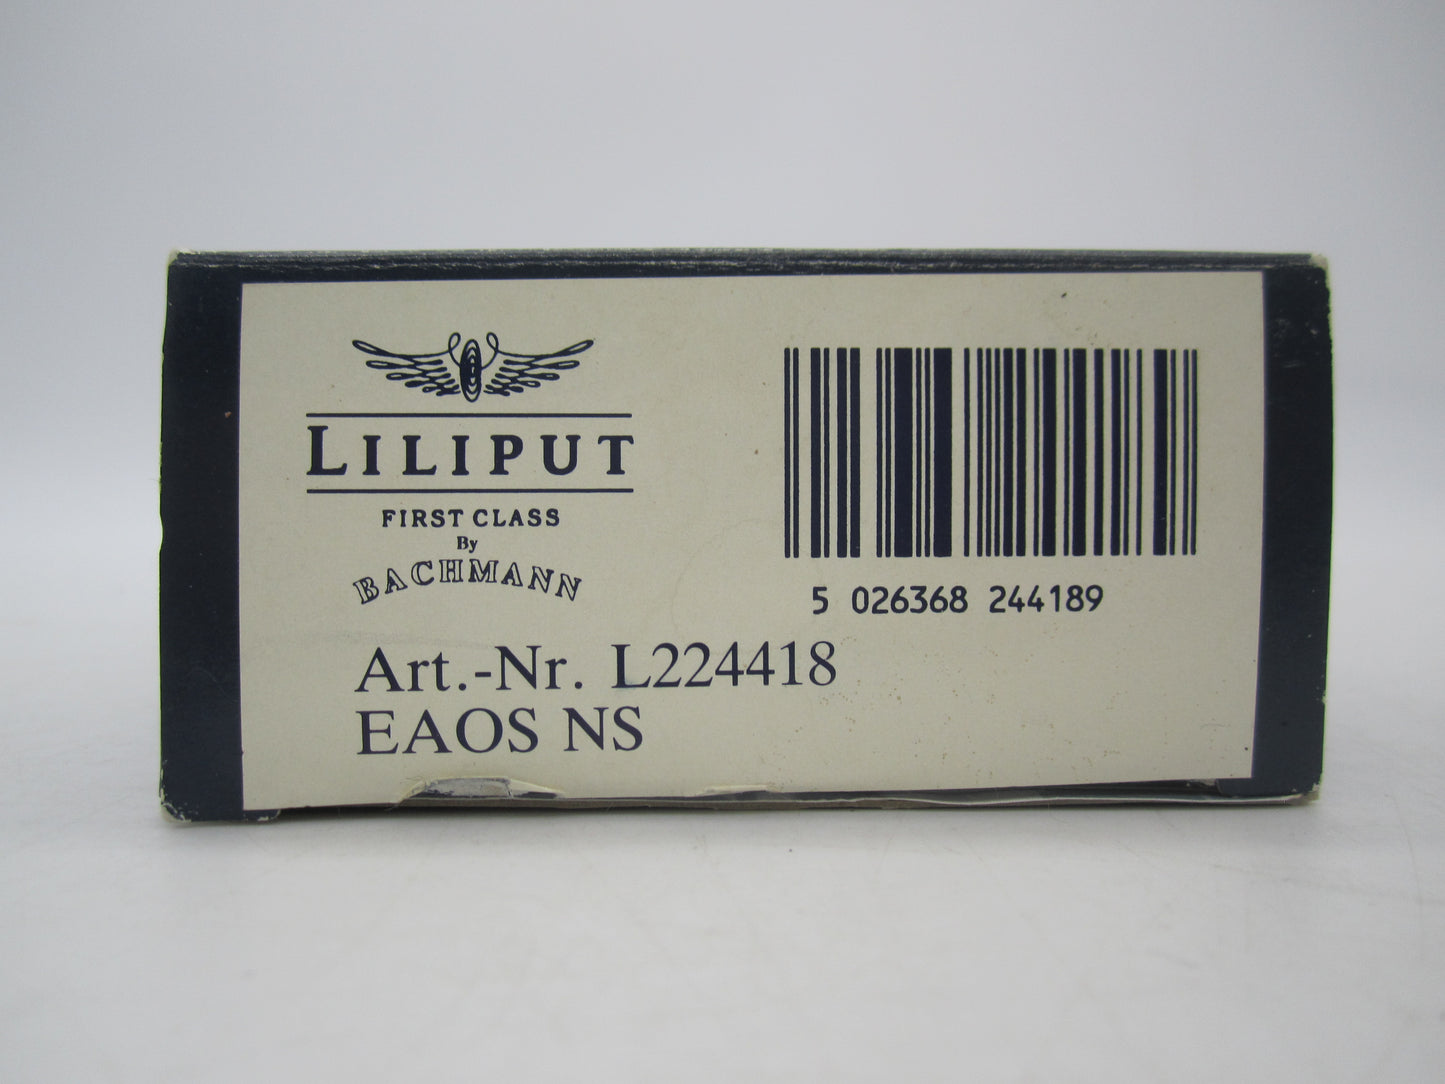 LILIPUT
FIRST CLASS
By
BACHMANN
5 026368 244189
Art.-Nr. L224418
EAOS NS